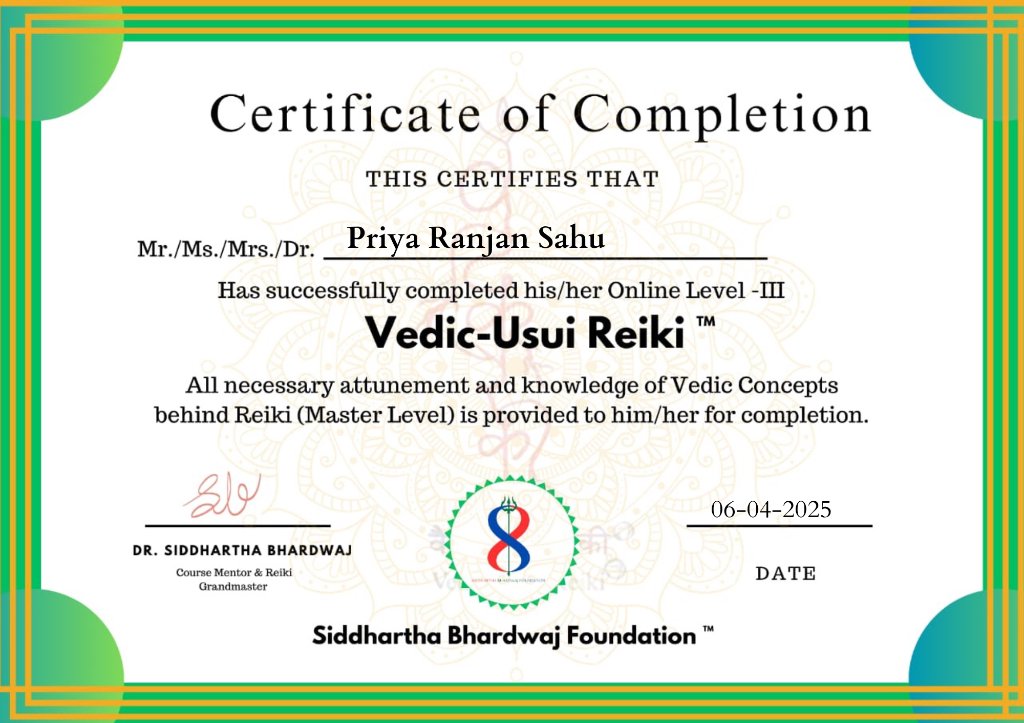 Certificate of Completion
THIS CERTIFIES THAT
Mr./Ms./Mrs./Dr. Priya Ranjan Sahu
Has successfully completed his/her Online Level -III
Vedic-Usui Reiki ™
All necessary attunement and knowledge of Vedic Concepts
behind Reiki (Master Level) is provided to him/her for completion.
06-04-2025
DR. SIDDHARTHA BHARDWAJ
Course Mentor & Reiki
Grandmaster
DATE
Siddhartha Bhardwaj Foundation ™